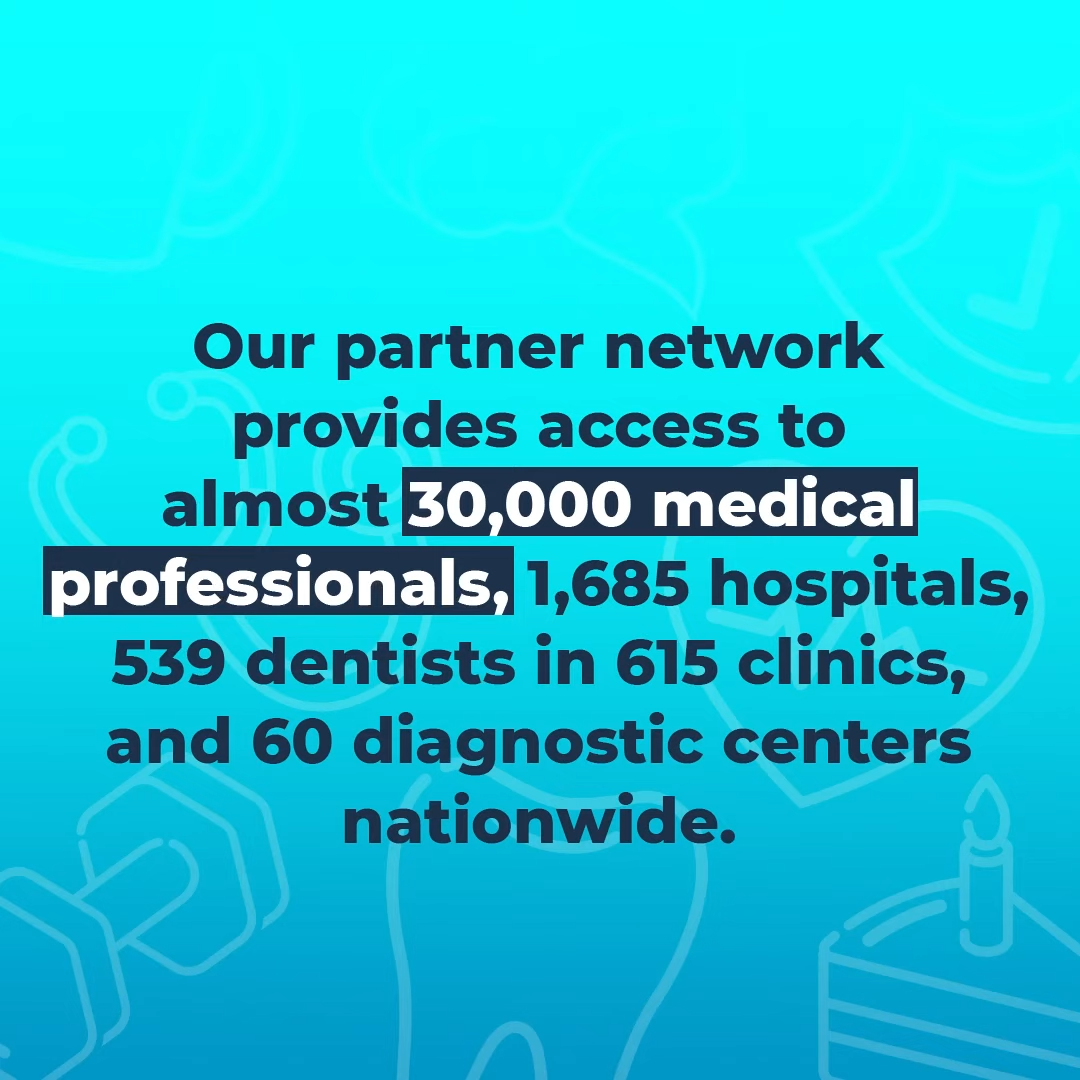 Our partner network
provides access to
almost 30,000 medical
professionals, 1,685 hospitals,
539 dentists in 615 clinics,
and 60 diagnostic centers
nationwide.